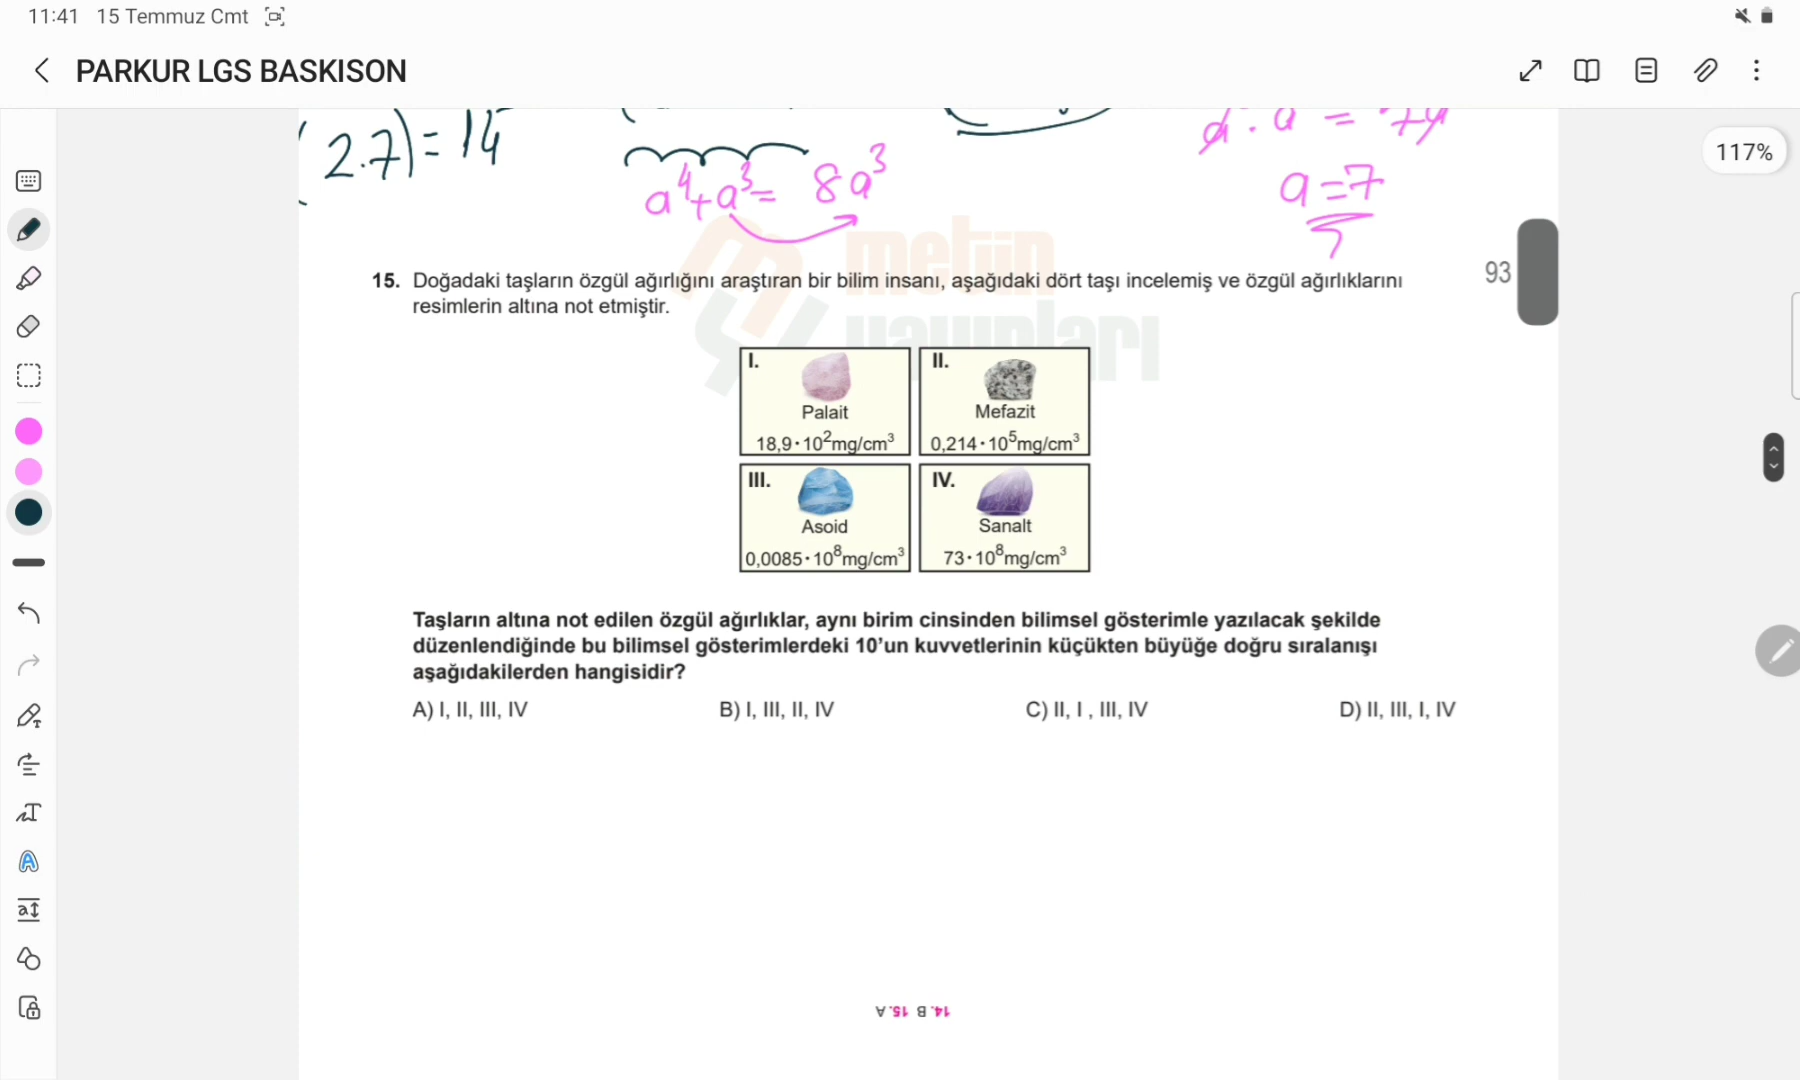 11:41 15 Temmuz Cmt
PARKUR LGS BASKISON
117%
2.7) = 14
a⁴+a³= 8a³
a . a =
a=7
metin
yayınları
93
15. Doğadaki taşların özgül ağırlığını araştıran bir bilim insanı, aşağıdaki dört taşı incelemiş ve özgül ağırlıklarını
resimlerin altına not etmiştir.
I.
Palait
18,9·10²mg/cm³
II.
Mefazit
0,214·10⁵mg/cm³
III.
Asoid
0,0085·10⁸mg/cm³
IV.
Sanalt
73·10⁸mg/cm³
Taşların altına not edilen özgül ağırlıklar, aynı birim cinsinden bilimsel gösterimle yazılacak şekilde
düzenlendiğinde bu bilimsel gösterimlerdeki 10’un kuvvetlerinin küçükten büyüğe doğru sıralanışı
aşağıdakilerden hangisidir?
A) I, II, III, IV B) I, III, II, IV C) II, I , III, IV D) II, III, I, IV
14. B 15. A